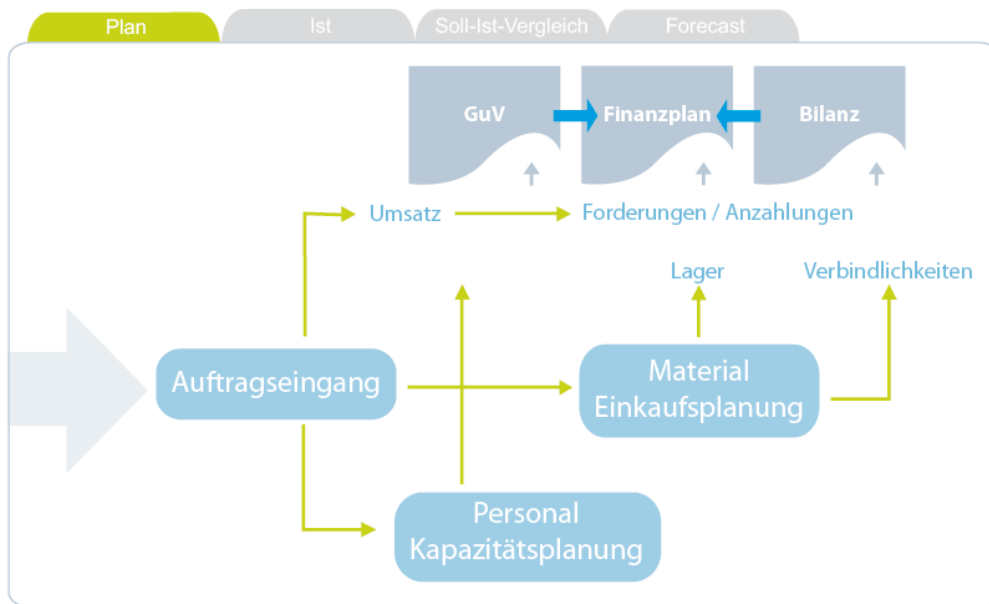 Plan
Ist
Soll-Ist-Vergleich
Forecast
GuV
Finanzplan
Bilanz
Umsatz
Forderungen / Anzahlungen
Lager
Verbindlichkeiten
Auftragseingang
Material
Einkaufsplanung
Personal
Kapazitätsplanung